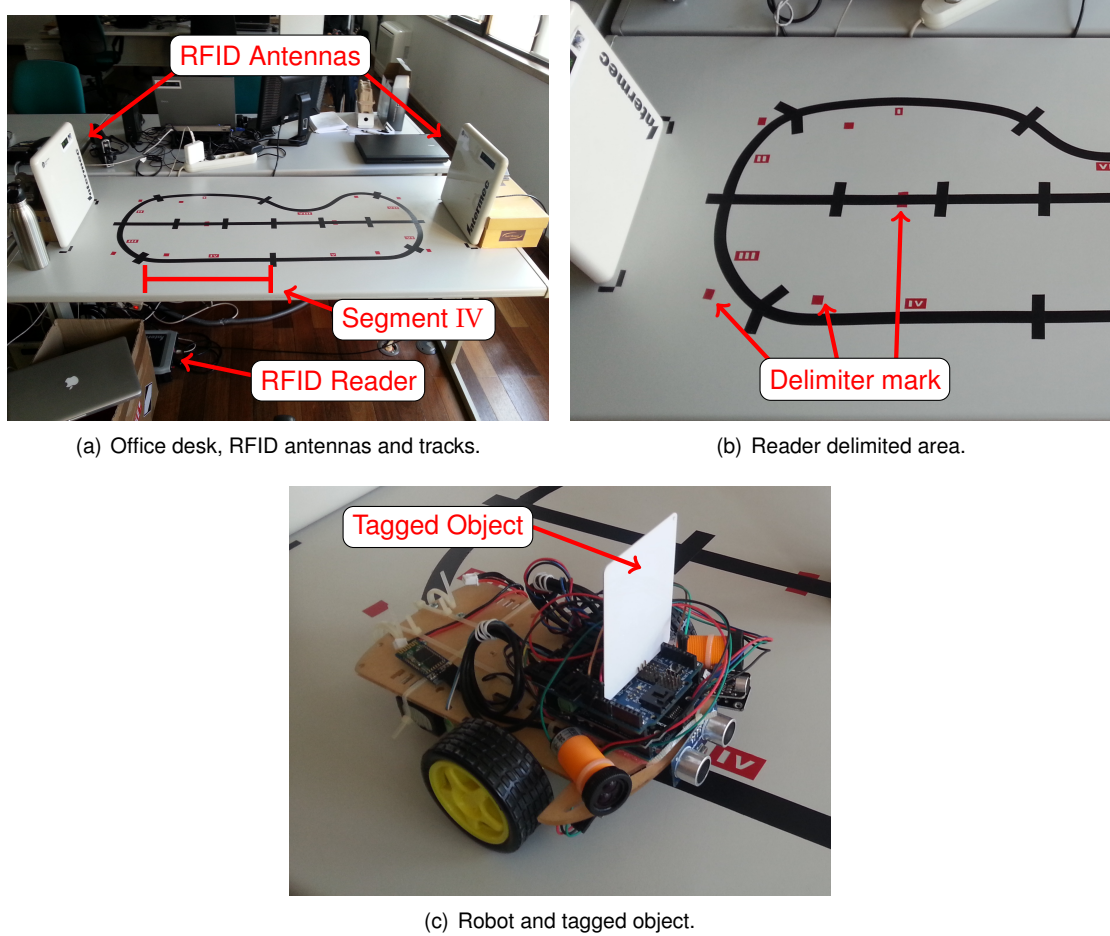 RFID Antennas
Intermec
Segment IV
RFID Reader
(a) Office desk, RFID antennas and tracks.
Intermec
I
II
III
IV
Delimiter mark
(b) Reader delimited area.
Tagged Object
IV
(c) Robot and tagged object.